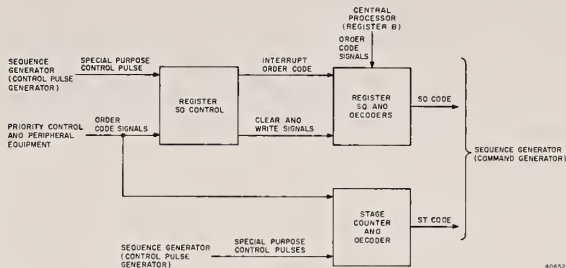 CENTRAL
PROCESSOR
(REGISTER B)
ORDER
CODE
SIGNALS
SEQUENCE
GENERATOR
(CONTROL PULSE
GENERATOR)
SPECIAL PURPOSE
CONTROL PULSE
INTERRUPT
ORDER CODE
REGISTER
SQ CONTROL
REGISTER
SQ AND
DECODERS
SQ CODE
PRIORITY CONTROL
AND PERIPHERAL
EQUIPMENT
ORDER
CODE SIGNALS
CLEAR AND
WRITE SIGNALS
SEQUENCE GENERATOR
(COMMAND GENERATOR)
STAGE
COUNTER
AND
DECODER
ST CODE
SEQUENCE GENERATOR
(CONTROL PULSE
GENERATOR)
SPECIAL PURPOSE
CONTROL PULSES
40652